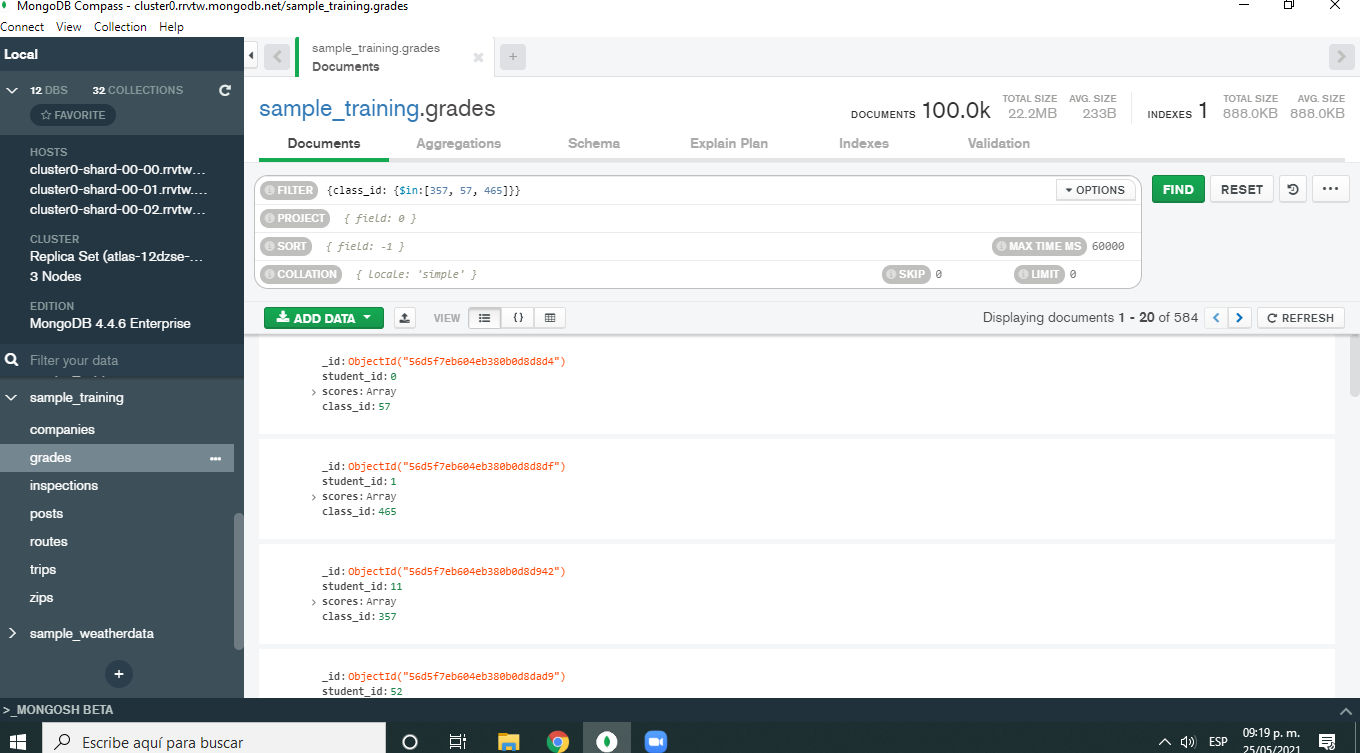 MongoDB Compass - cluster0.rrvtw.mongodb.net/sample_training.grades
Connect View Collection Help
Local
12 DBS 32 COLLECTIONS
FAVORITE
HOSTS
cluster0-shard-00-00.rrvtw...
cluster0-shard-00-01.rrvtw....
cluster0-shard-00-02.rrvtw...
CLUSTER
Replica Set (atlas-12dzse-...
3 Nodes
EDITION
MongoDB 4.4.6 Enterprise
Filter your data
sample_training
companies
grades
inspections
posts
routes
trips
zips
sample_weatherdata
sample_training.grades
Documents
sample_training.grades
DOCUMENTS 100.0k TOTAL SIZE 22.2MB AVG. SIZE 233B INDEXES 1 TOTAL SIZE 888.0KB AVG. SIZE 888.0KB
Documents Aggregations Schema Explain Plan Indexes Validation
FILTER {class_id: {$in:[357, 57, 465]}} OPTIONS FIND RESET
PROJECT { field: 0 }
SORT { field: -1 } MAX TIME MS 60000
COLLATION { locale: 'simple' } SKIP 0 LIMIT 0
ADD DATA VIEW {} Displaying documents 1 - 20 of 584 REFRESH
_id: ObjectId("56d5f7eb604eb380b0d8d8d4")
student_id: 0
scores: Array
class_id: 57
_id: ObjectId("56d5f7eb604eb380b0d8d8df")
student_id: 1
scores: Array
class_id: 465
_id: ObjectId("56d5f7eb604eb380b0d8d942")
student_id: 11
scores: Array
class_id: 357
_id: ObjectId("56d5f7eb604eb380b0d8dad9")
student_id: 52
>_MONGOSH BETA
Escribe aquí para buscar
ESP
09:19 p. m.
25/05/2021